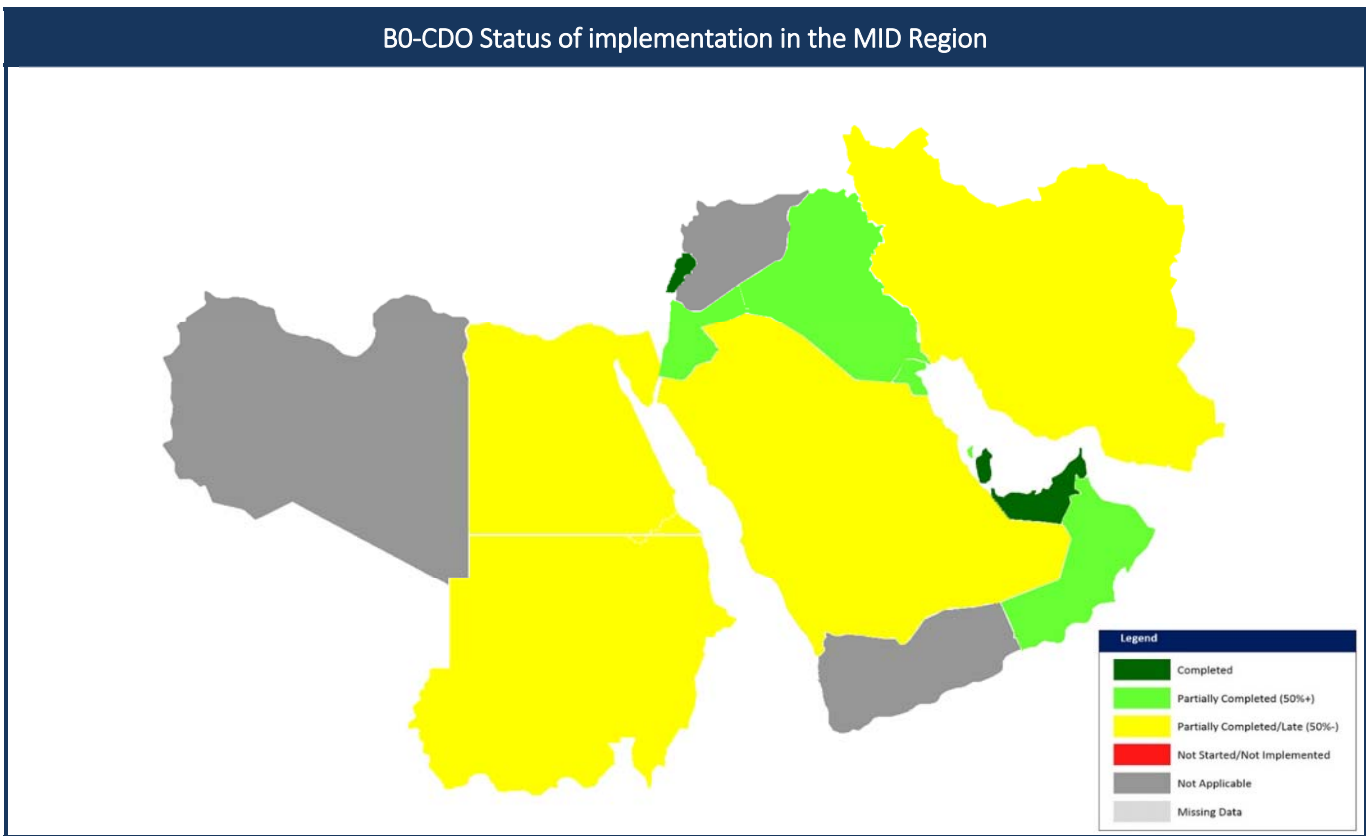 B0-CDO Status of implementation in the MID Region
Legend
Completed
Partially Completed (50%+)
Partially Completed/Late (50%-)
Not Started/Not Implemented
Not Applicable
Missing Data